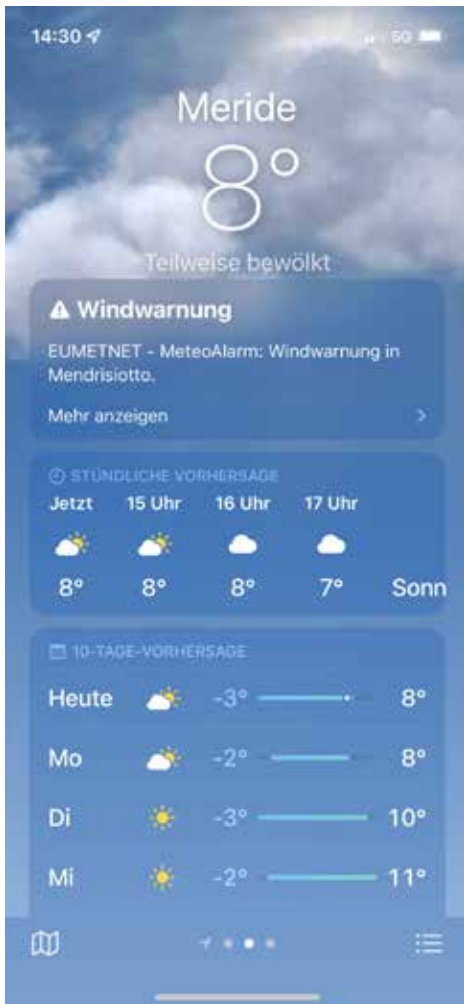 14:30
5G
Meride
8°
Teilweise bewölkt
Windwarnung
EUMETNET - MeteoAlarm: Windwarnung in
Mendrisiotto.
Mehr anzeigen
STÜNDLICHE VORHERSAGE
Jetzt 15 Uhr 16 Uhr 17 Uhr
8° 8° 8° 7° Sonn
10-TAGE-VORHERSAGE
Heute -3° 8°
Mo -2° 8°
Di -3° 10°
Mi -2° 11°